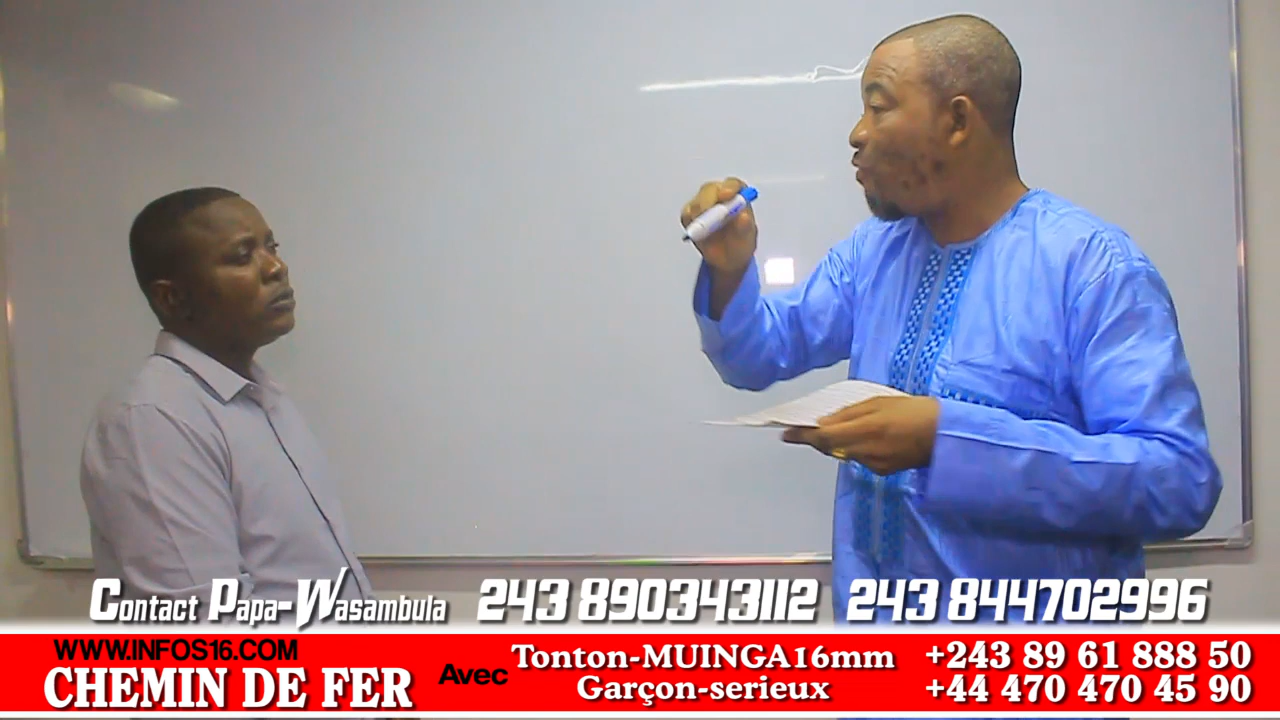 Contact Papa-Wasambula 243 890343112 243 844702996
WWW.INFOS16.COM
CHEMIN DE FER
Avec
Tonton-MUINGA16mm
Garçon-serieux
+243 89 61 888 50
+44 470 470 45 90